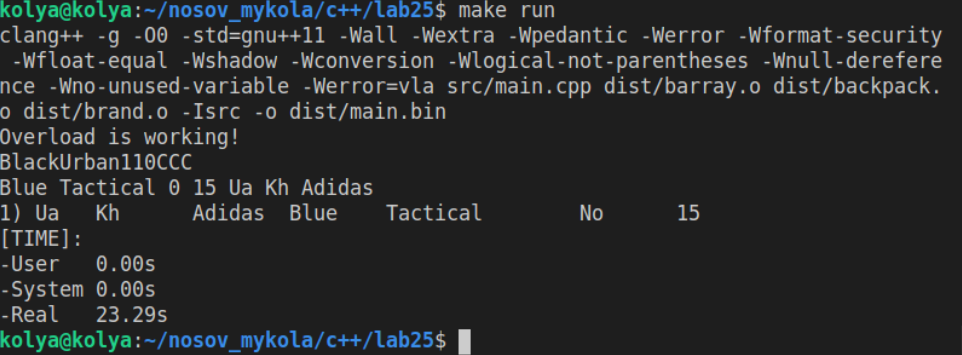 kolya@kolya:~/nosov_mykola/c++/lab25$ make run
clang++ -g -O0 -std=gnu++11 -Wall -Wextra -Wpedantic -Werror -Wformat-security
 -Wfloat-equal -Wshadow -Wconversion -Wlogical-not-parentheses -Wnull-derefere
nce -Wno-unused-variable -Werror=vla src/main.cpp dist/barray.o dist/backpack.
o dist/brand.o -Isrc -o dist/main.bin
Overload is working!
BlackUrban110CCC
Blue Tactical 0 15 Ua Kh Adidas
1) Ua   Kh      Adidas  Blue    Tactical        No      15
[TIME]:
-User   0.00s
-System 0.00s
-Real   23.29s
kolya@kolya:~/nosov_mykola/c++/lab25$